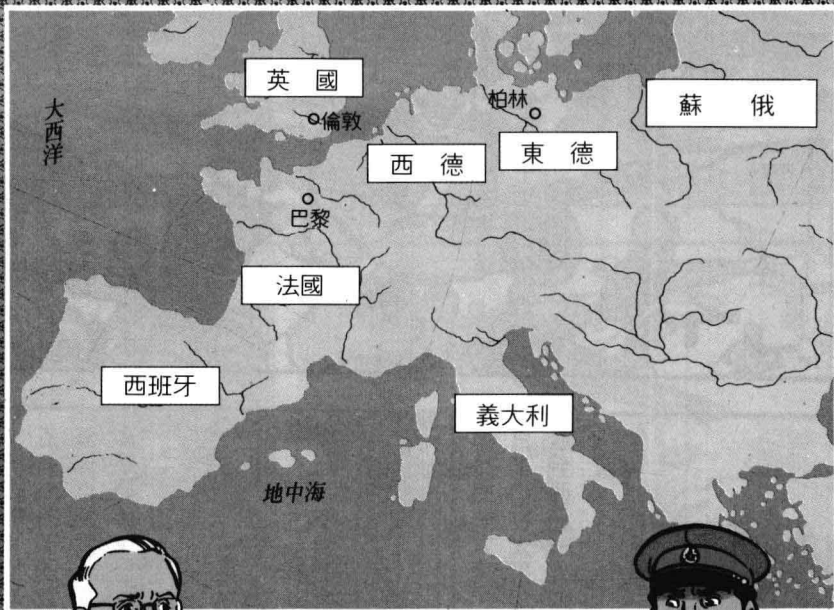 英國
大西洋
倫敦
柏林
蘇俄
西德
東德
巴黎
法國
西班牙
義大利
地中海